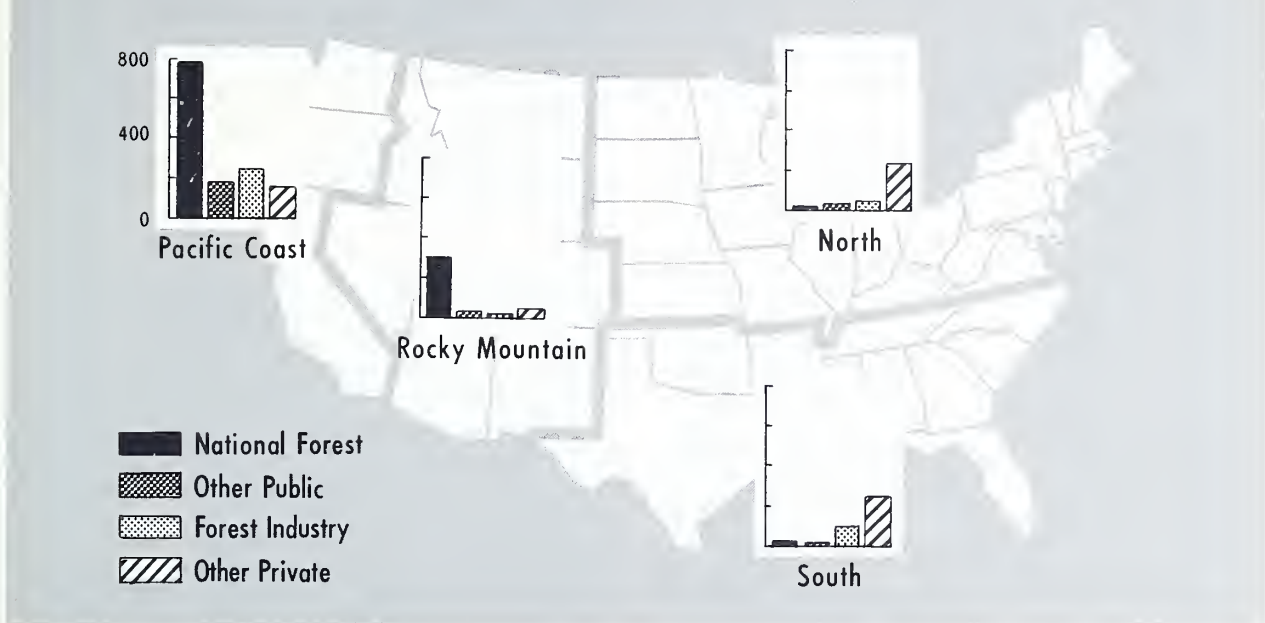 800
400
0
Pacific Coast
Rocky Mountain
North
South
National Forest
Other Public
Forest Industry
Other Private